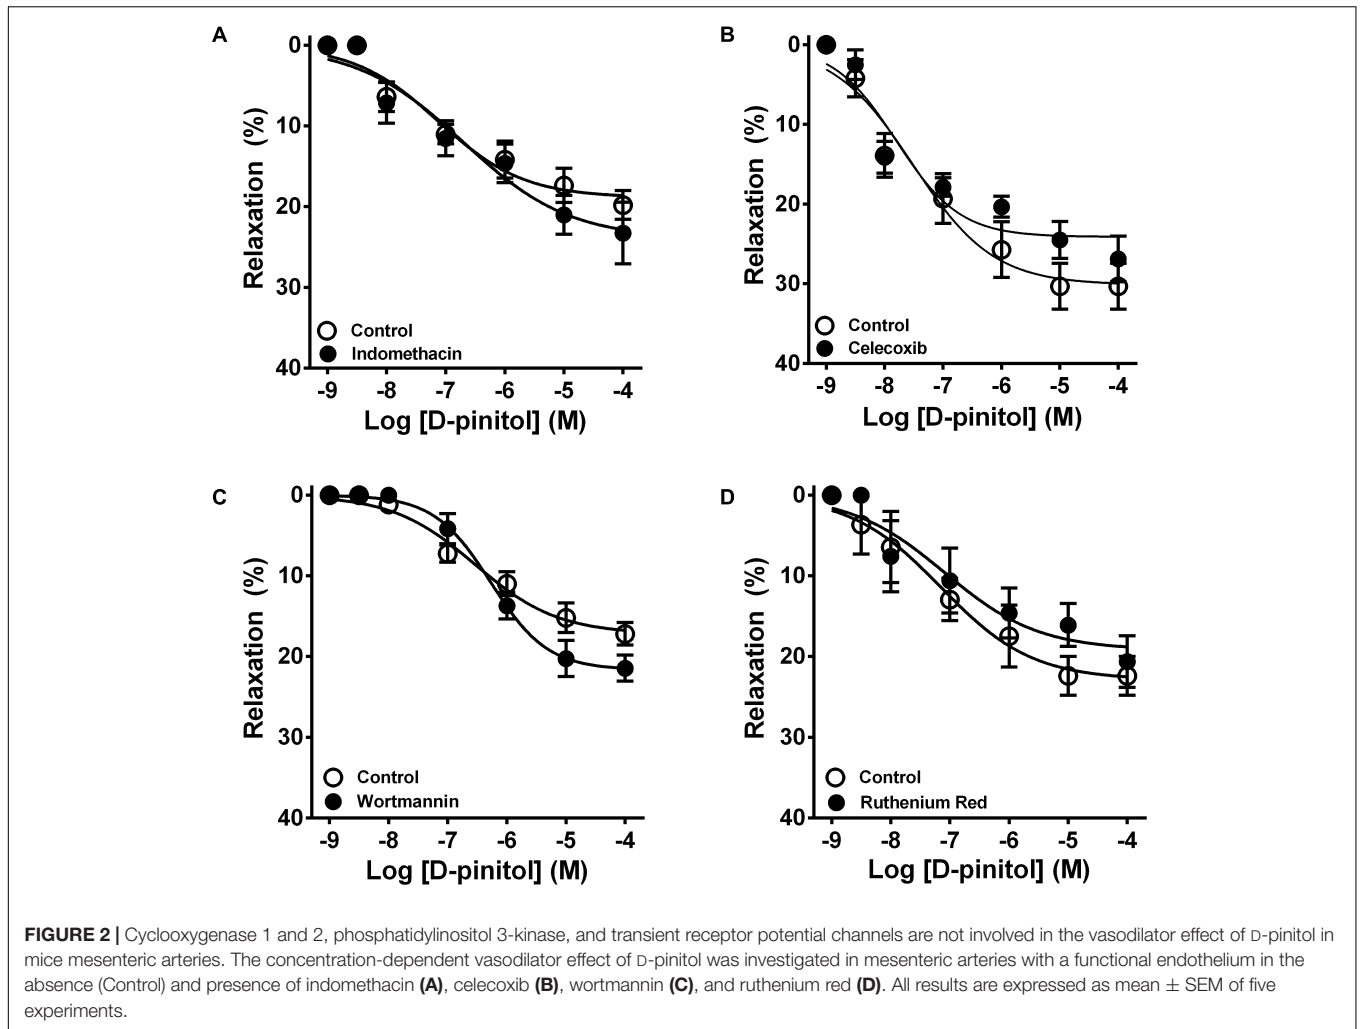 A
0
10
20
30
40
Relaxation (%)
Control
Indomethacin
-9 -8 -7 -6 -5 -4
Log [D-pinitol] (M)
B
0
10
20
30
40
Relaxation (%)
Control
Celecoxib
-9 -8 -7 -6 -5 -4
Log [D-pinitol] (M)
C
0
10
20
30
40
Relaxation (%)
Control
Wortmannin
-9 -8 -7 -6 -5 -4
Log [D-pinitol] (M)
D
0
10
20
30
40
Relaxation (%)
Control
Ruthenium Red
-9 -8 -7 -6 -5 -4
Log [D-pinitol] (M)
FIGURE 2 | Cyclooxygenase 1 and 2, phosphatidylinositol 3-kinase, and transient receptor potential channels are not involved in the vasodilator effect of D-pinitol in
mice mesenteric arteries. The concentration-dependent vasodilator effect of D-pinitol was investigated in mesenteric arteries with a functional endothelium in the
absence (Control) and presence of indomethacin (A), celecoxib (B), wortmannin (C), and ruthenium red (D). All results are expressed as mean ± SEM of five
experiments.